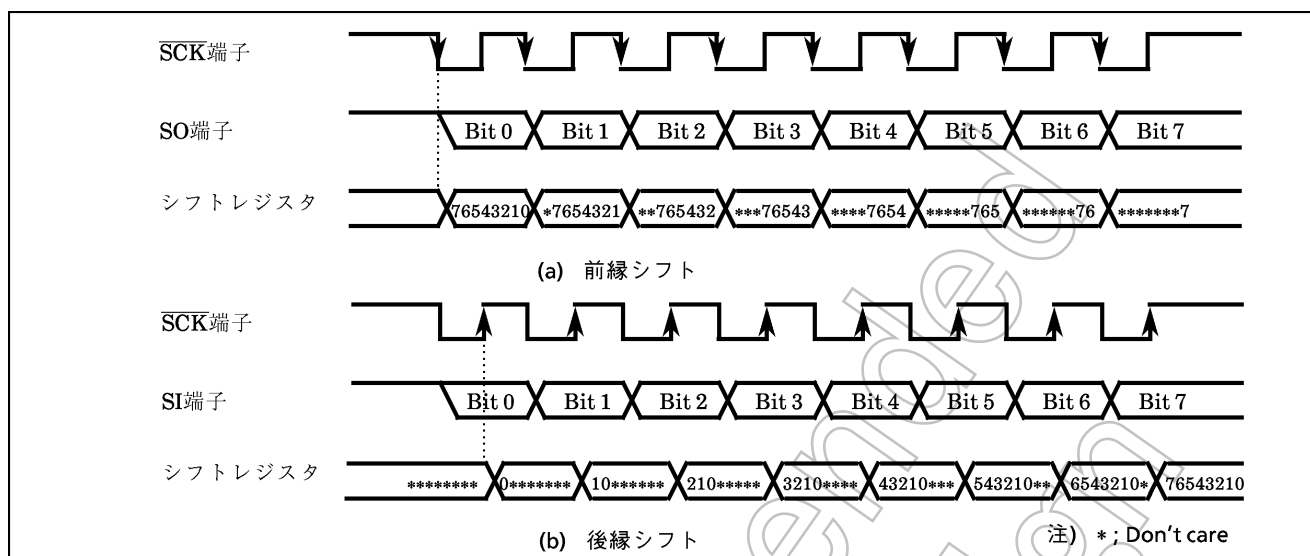 SCK端子
SO端子 Bit 0 Bit 1 Bit 2 Bit 3 Bit 4 Bit 5 Bit 6 Bit 7
シフトレジスタ 76543210 *7654321 **765432 ***76543 ****7654 *****765 ******76 *******7
(a) 前縁シフト
SCK端子
SI端子 Bit 0 Bit 1 Bit 2 Bit 3 Bit 4 Bit 5 Bit 6 Bit 7
シフトレジスタ ******** 0******* 10****** 210***** 3210**** 43210*** 543210** 6543210* 76543210
(b) 後縁シフト
注) * ; Don't care